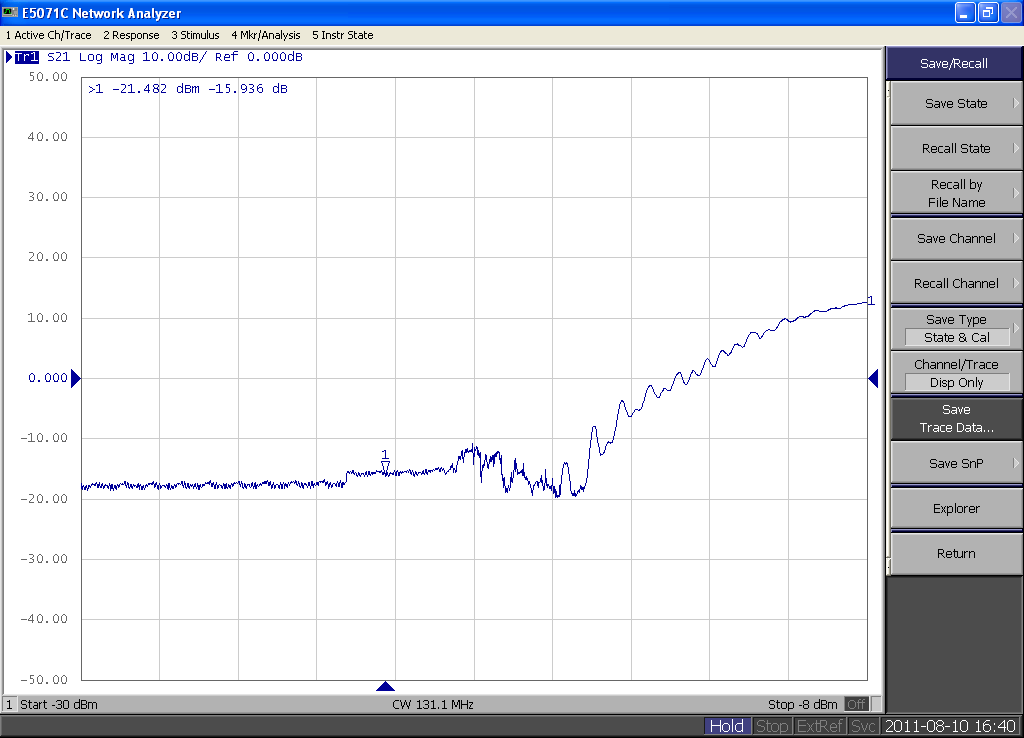 E5071C Network Analyzer
1 Active Ch/Trace 2 Response 3 Stimulus 4 Mkr/Analysis 5 Instr State
Tr1 S21 Log Mag 10.00dB/ Ref 0.000dB
>1 -21.482 dBm -15.936 dB
50.00
40.00
30.00
20.00
10.00
0.000
-10.00
-20.00
-30.00
-40.00
-50.00
1
1
1 Start -30 dBm CW 131.1 MHz Stop -8 dBm Off
Save/Recall
Save State
Recall State
Recall by
File Name
Save Channel
Recall Channel
Save Type
State & Cal
Channel/Trace
Disp Only
Save
Trace Data...
Save SnP
Explorer
Return
Hold Stop ExtRef Svc 2011-08-10 16:40